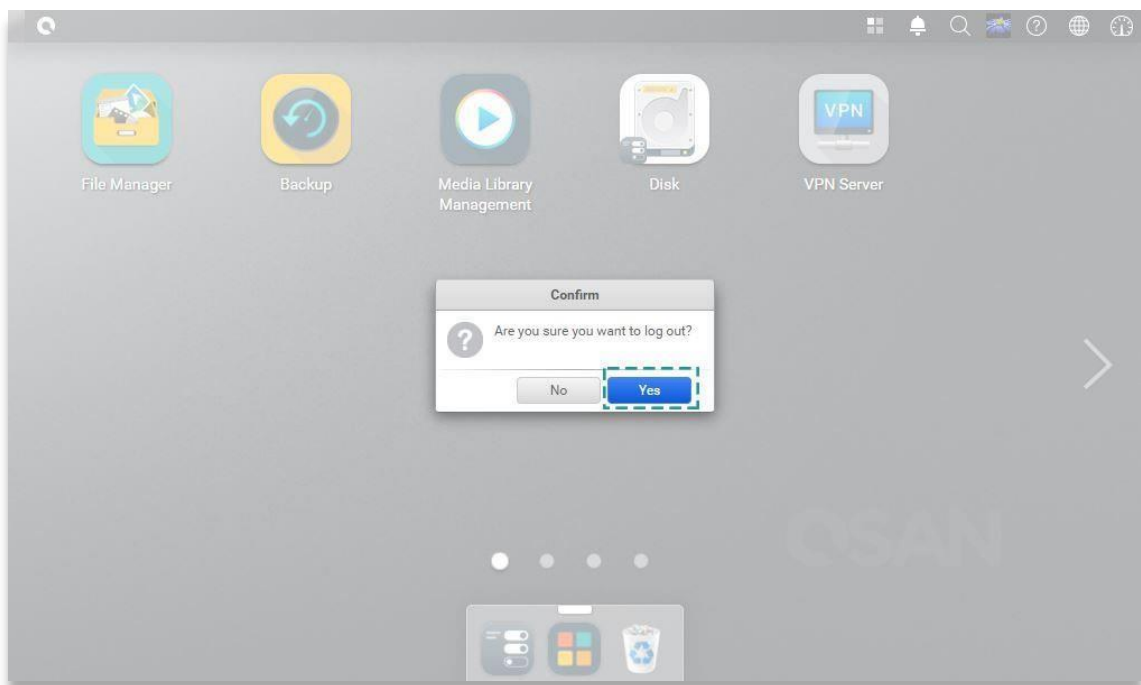 VPN
File Manager
Backup
Media Library
Management
Disk
VPN Server
Confirm
Are you sure you want to log out?
No
Yes
QSAN